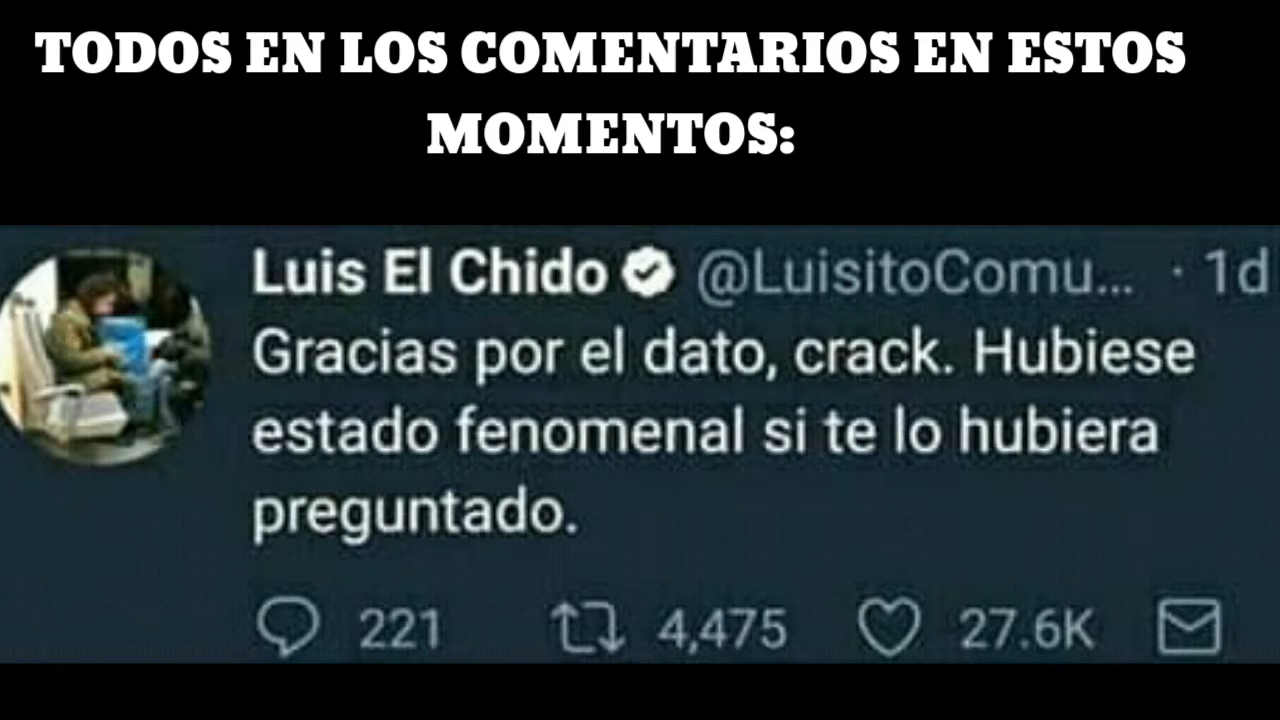 TODOS EN LOS COMENTARIOS EN ESTOS
MOMENTOS:
Luis El Chido @LuisitoComu... · 1d
Gracias por el dato, crack. Hubiese
estado fenomenal si te lo hubiera
preguntado.
221 4,475 27.6K